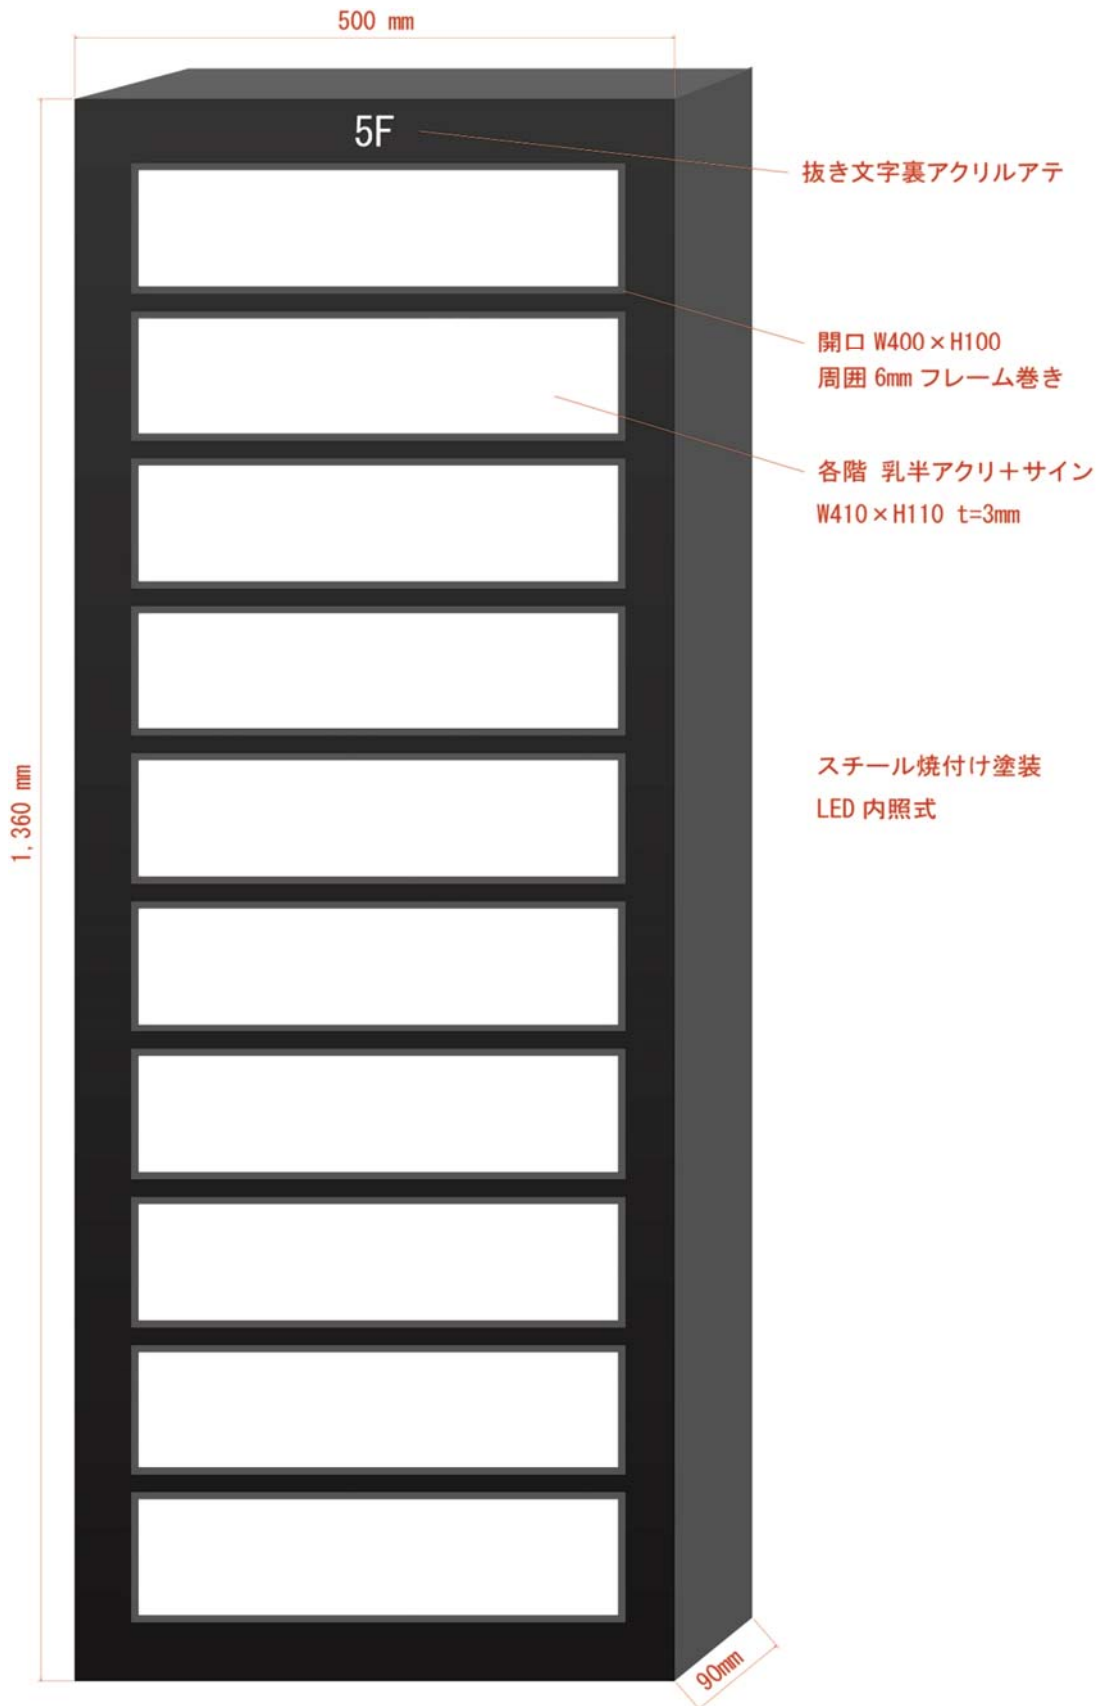 500 mm
5F
抜き文字裏アクリルアテ
開口 W400×H100
周囲 6mm フレーム巻き
各階 乳半アクリ+サイン
W410×H110 t=3mm
スチール焼付け塗装
LED 内照式
1,360 mm
90mm